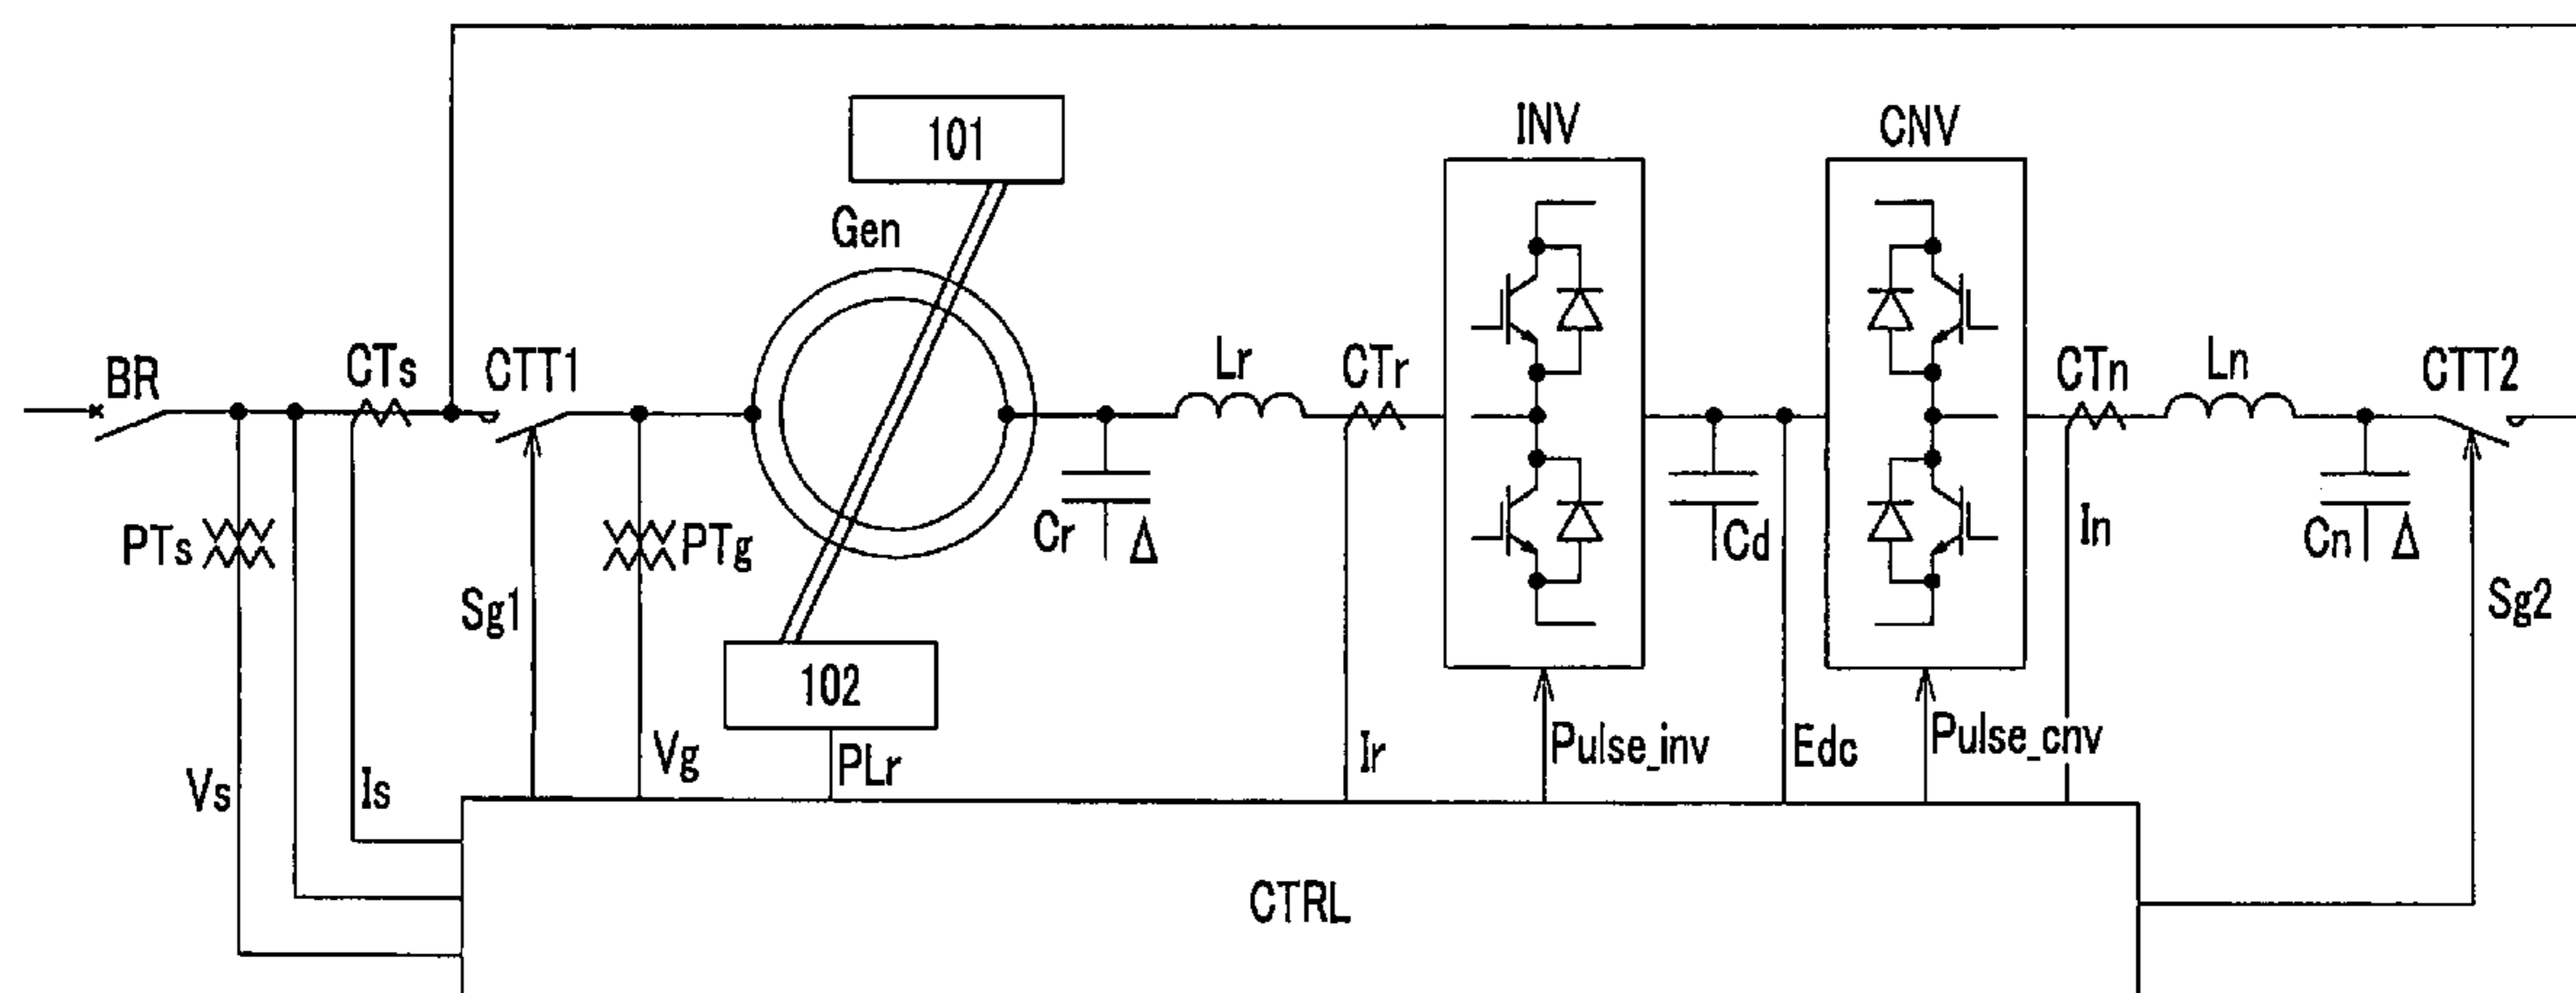 101
INV
CNV
Gen
BR
CTs
CTT1
Lr
CTr
CTn
Ln
CTT2
PTs
PTg
Cr
Δ
Cd
In
Cn
Δ
Sg1
Sg2
102
Vs
Is
Vg
PLr
Ir
Pulse_inv
Edc
Pulse_cnv
CTRL